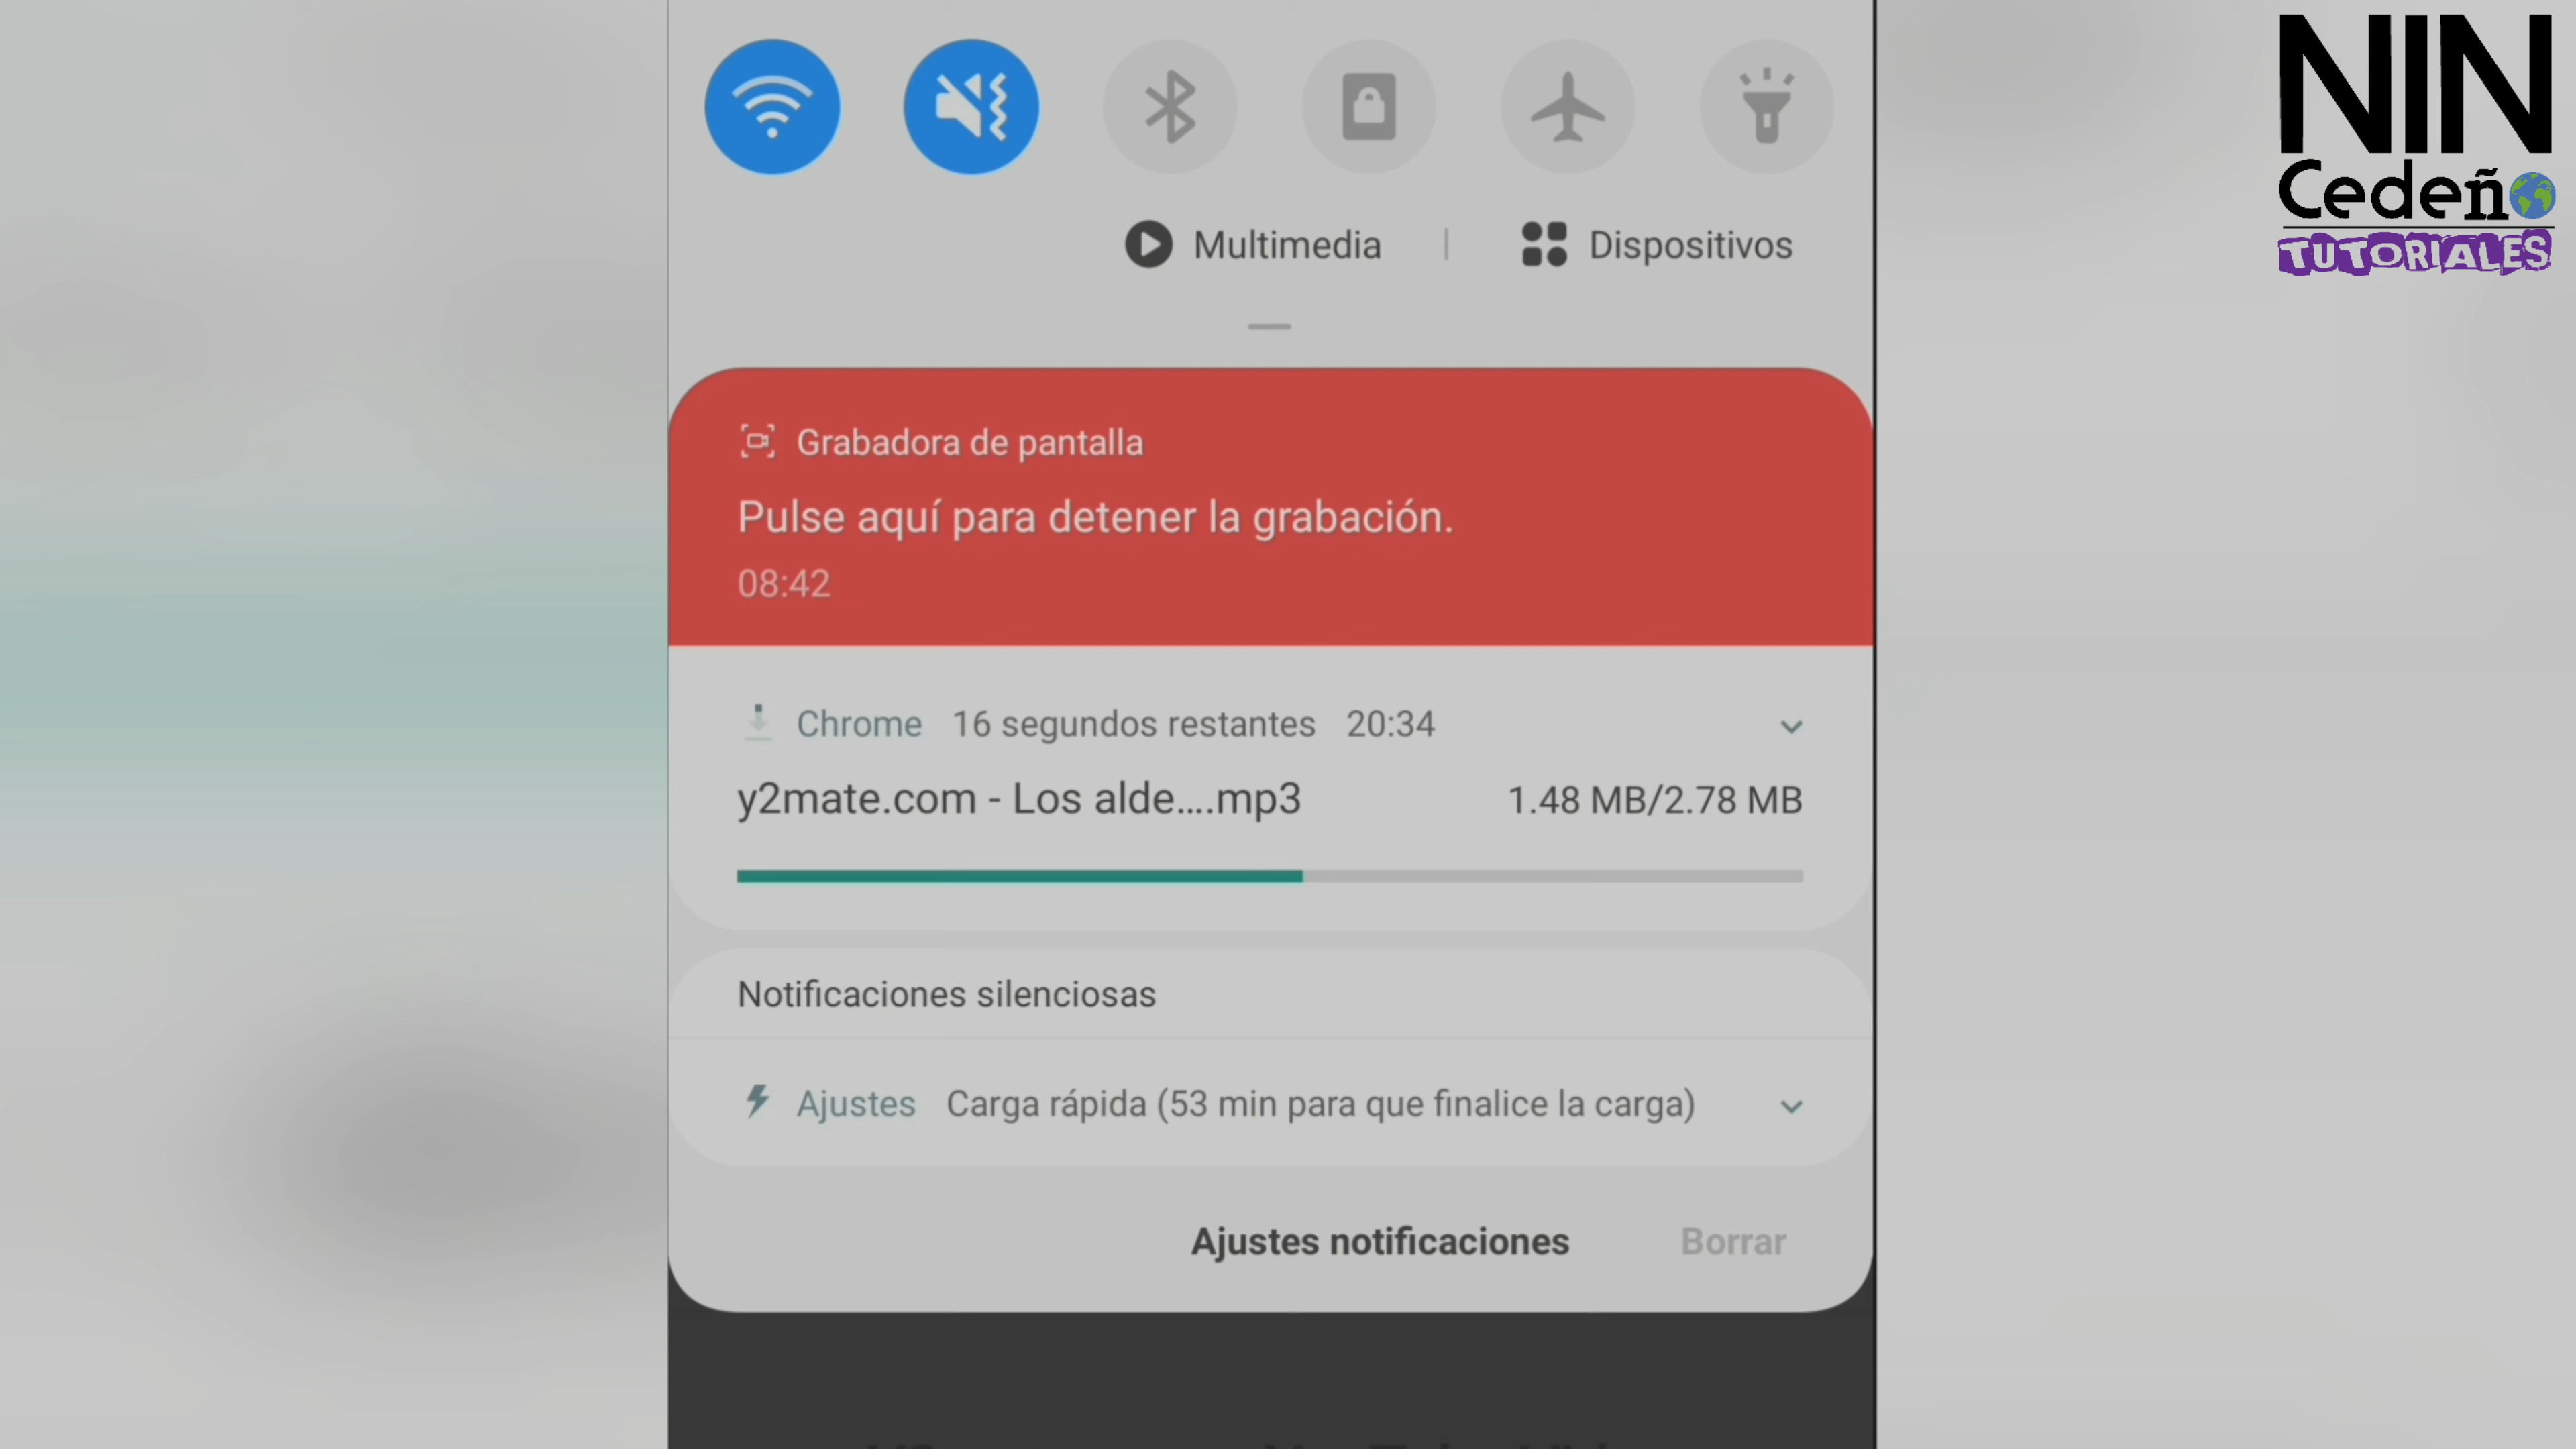 NIN
Cedeño
TUTORIALES
Multimedia | Dispositivos
Grabadora de pantalla
Pulse aquí para detener la grabación.
08:42
Chrome 16 segundos restantes 20:34
y2mate.com - Los alde....mp3 1.48 MB/2.78 MB
Notificaciones silenciosas
Ajustes Carga rápida (53 min para que finalice la carga)
Ajustes notificaciones Borrar